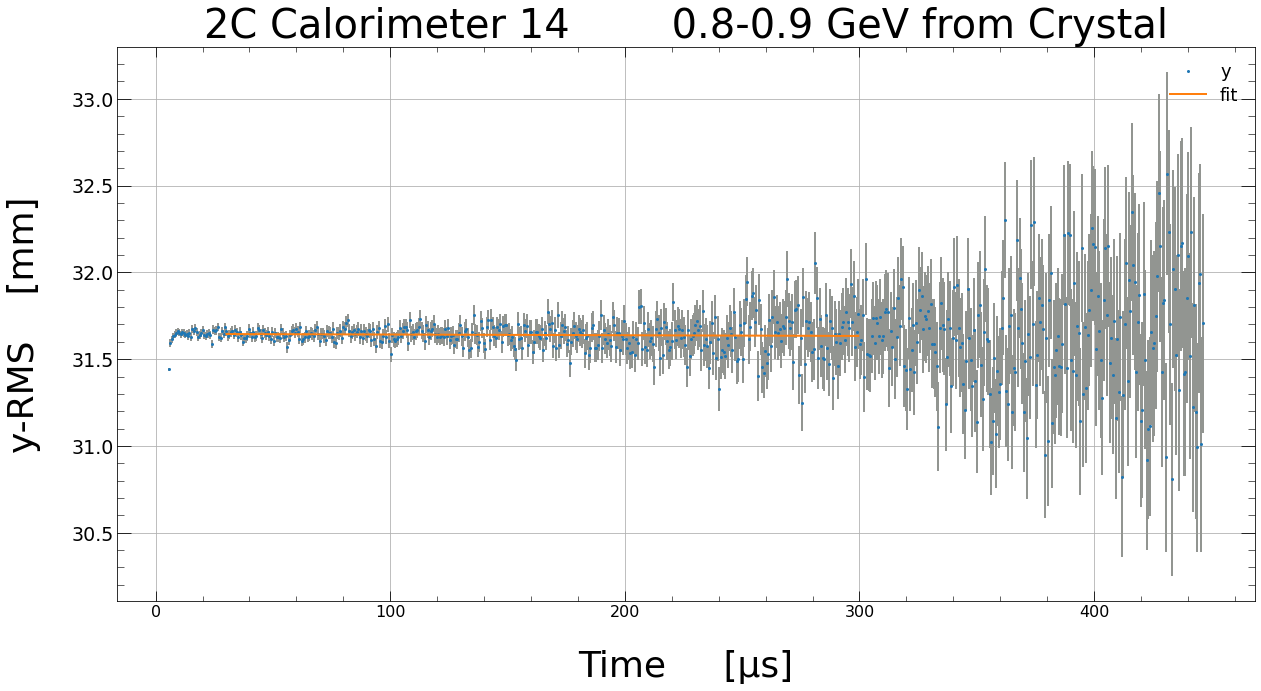 2C Calorimeter 14 0.8-0.9 GeV from Crystal
y
fit
33.0
32.5
32.0
31.5
31.0
30.5
y-RMS [mm]
0 100 200 300 400
Time [μs]